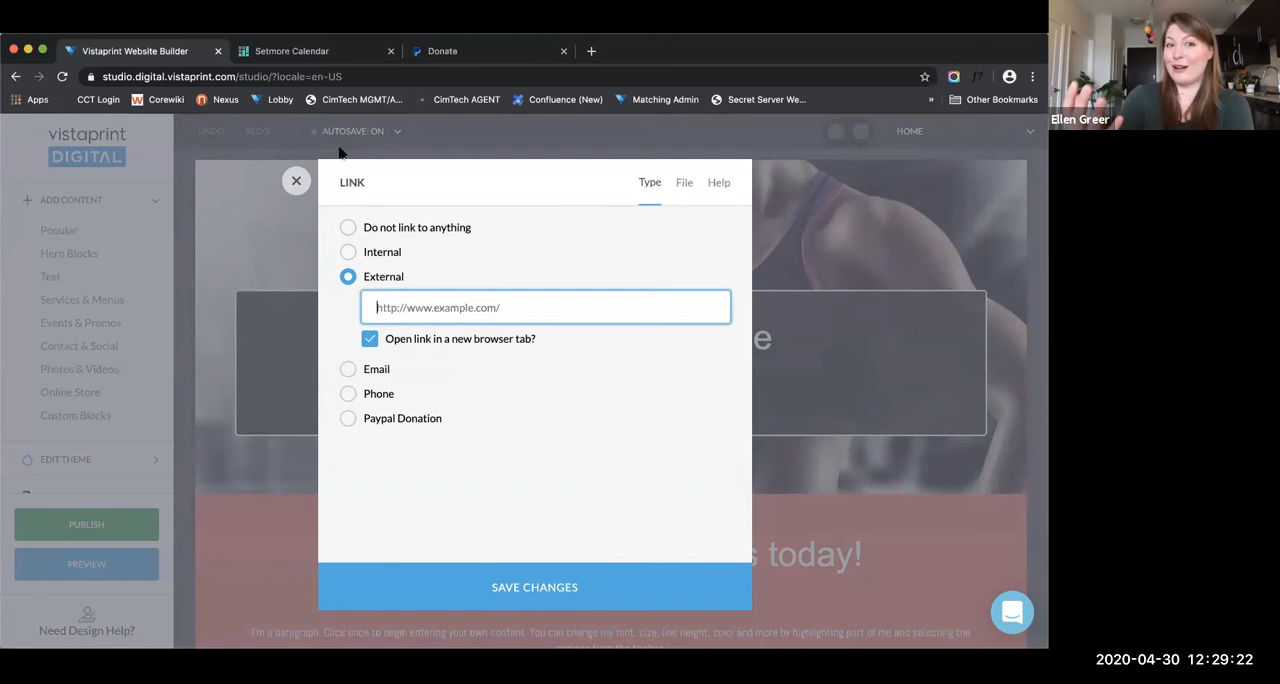 Vistaprint Website Builder
Setmore Calendar
Donate
studio.digital.vistaprint.com/studio/?locale=en-US
Apps
CCT Login
Corewiki
Nexus
Lobby
CimTech MGMT/A...
CimTech AGENT
Confluence (New)
Matching Admin
Secret Server We...
»
Other Bookmarks
Ellen Greer
vistaprint
DIGITAL
UNDO
REDO
AUTOSAVE: ON
HOME
ADD CONTENT
Popular
Hero Blocks
Text
Services & Menus
Events & Promos
Contact & Social
Photos & Videos
Online Store
Custom Blocks
EDIT THEME
PUBLISH
PREVIEW
Need Design Help?
LINK
Type
File
Help
Do not link to anything
Internal
External
http://www.example.com/
Open link in a new browser tab?
Email
Phone
Paypal Donation
SAVE CHANGES
e
s today!
I'm a paragraph. Click once to begin entering your own content. You can change my font, size, line height, color and more by highlighting part of me and selecting the
2020-04-30 12:29:22